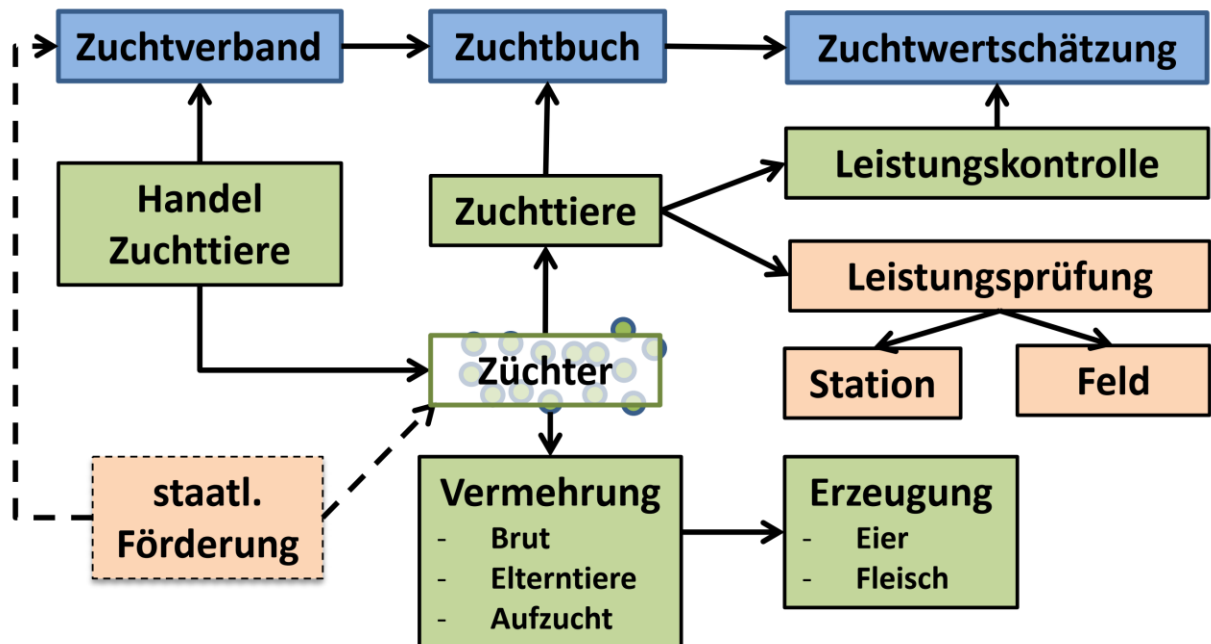 Zuchtverband
Zuchtbuch
Zuchtwertschätzung
Handel
Zuchttiere
Zuchttiere
Leistungskontrolle
Leistungsprüfung
Station
Feld
Züchter
staatl.
Förderung
Vermehrung
- Brut
- Elterntiere
- Aufzucht
Erzeugung
- Eier
- Fleisch